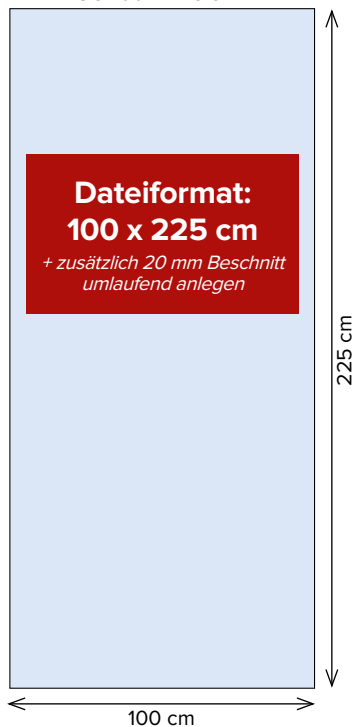 Dateiformat:
100 x 225 cm
+ zusätzlich 20 mm Beschnitt
umlaufend anlegen
225 cm
100 cm